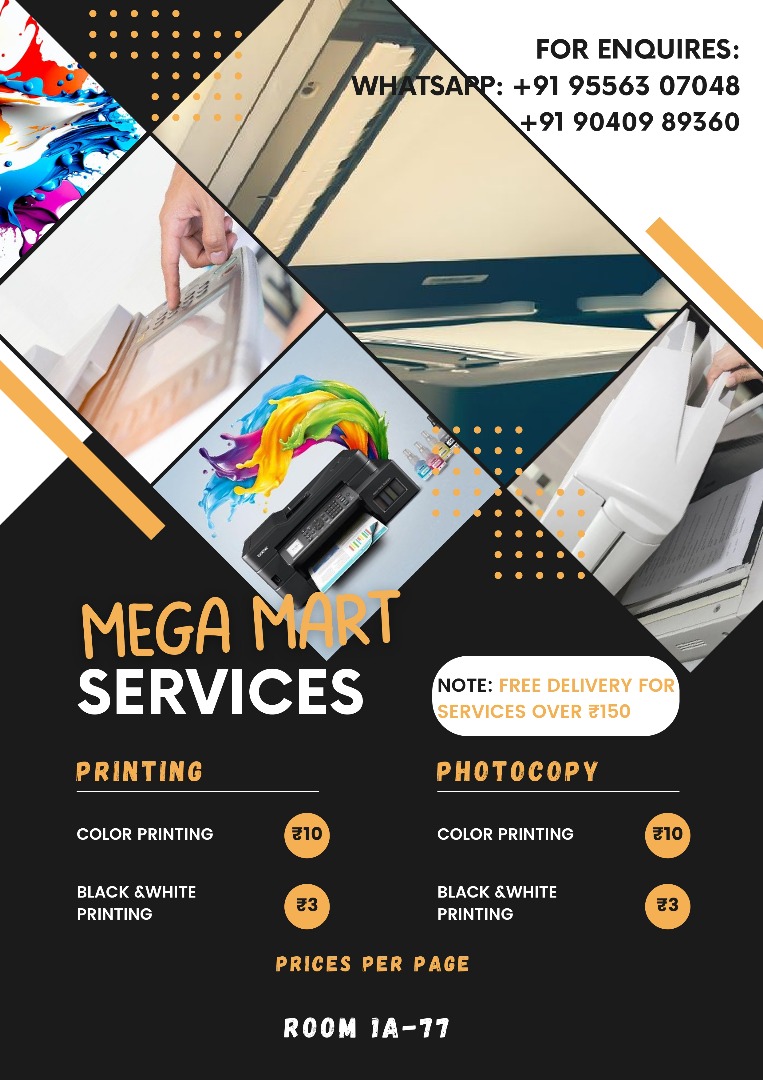 FOR ENQUIRES:
WHATSAPP: +91 95563 07048
+91 90409 89360
MEGA MART
SERVICES
NOTE: FREE DELIVERY FOR
SERVICES OVER ₹150
PRINTING
COLOR PRINTING ₹10
BLACK &WHITE
PRINTING ₹3
PHOTOCOPY
COLOR PRINTING ₹10
BLACK &WHITE
PRINTING ₹3
PRICES PER PAGE
ROOM 1A-77